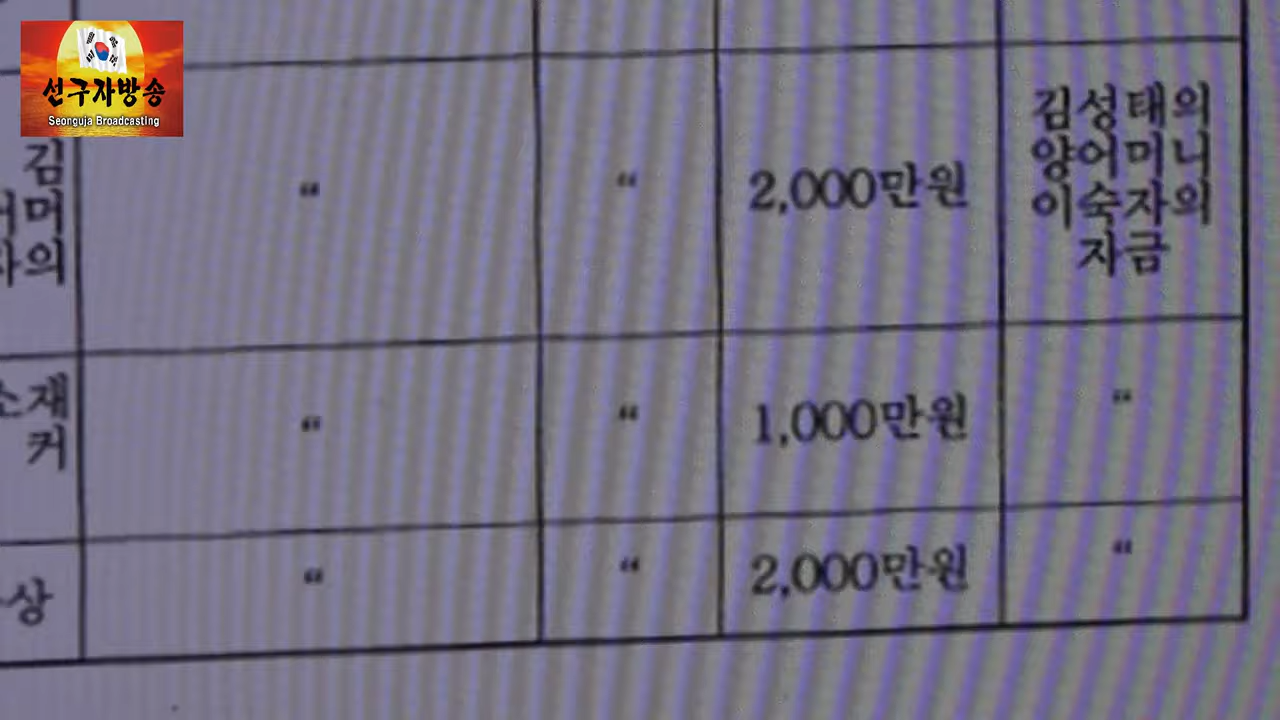 선구자방송
Seonguja Broadcasting
김
머
의
“
“
2,000만원
김성태의
양어미니
이숙자의
자금
소재
커
“
“
1,000만원
“
상
“
“
2,000만원
“